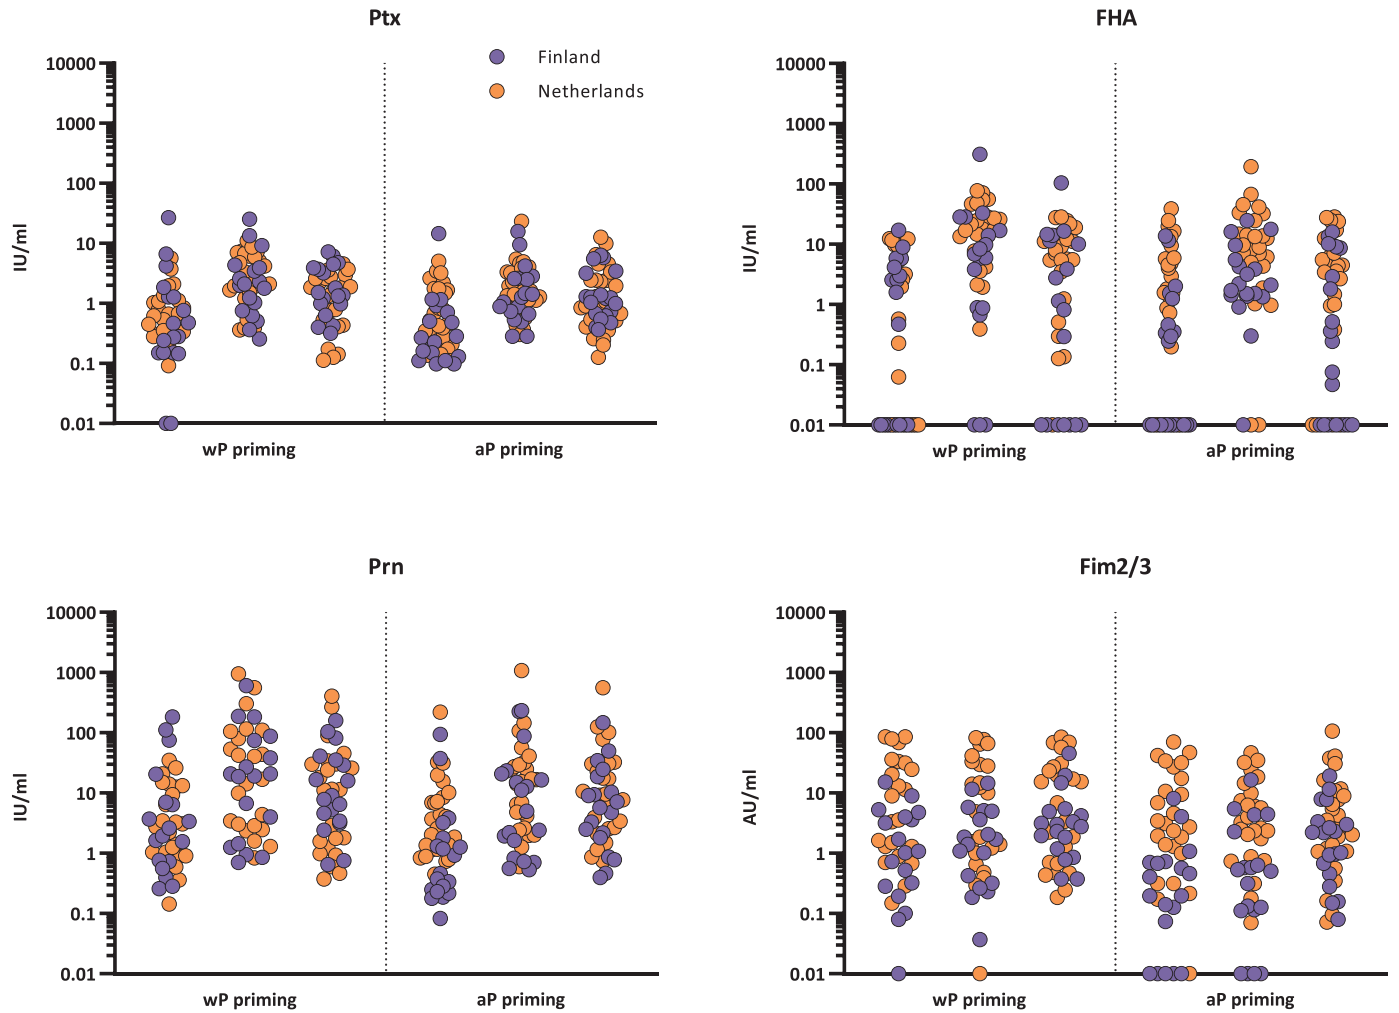 Ptx
Finland
Netherlands
10000
1000
100
10
1
0.1
0.01
IU/ml
wP priming
aP priming
FHA
10000
1000
100
10
1
0.1
0.01
IU/ml
wP priming
aP priming
Prn
10000
1000
100
10
1
0.1
0.01
IU/ml
wP priming
aP priming
Fim2/3
10000
1000
100
10
1
0.1
0.01
AU/ml
wP priming
aP priming